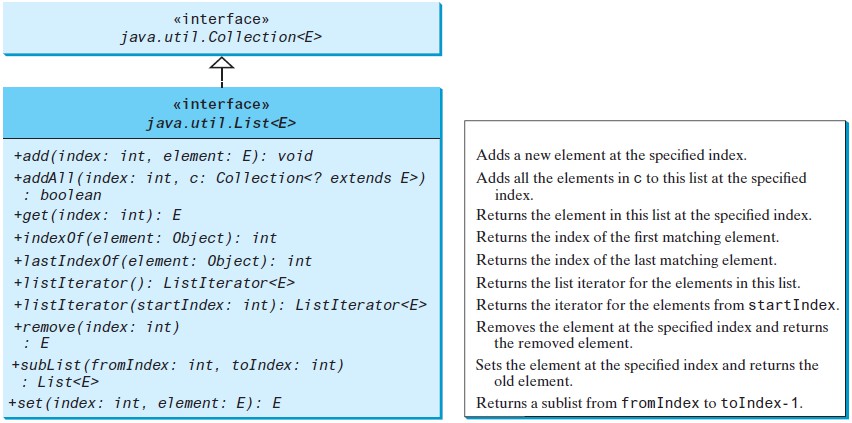 «interface»
java.util.Collection<E>
«interface»
java.util.List<E>
+add(index: int, element: E): void
+addAll(index: int, c: Collection<? extends E>)
: boolean
+get(index: int): E
+indexOf(element: Object): int
+lastIndexOf(element: Object): int
+listIterator(): ListIterator<E>
+listIterator(startIndex: int): ListIterator<E>
+remove(index: int)
: E
+subList(fromIndex: int, toIndex: int)
: List<E>
+set(index: int, element: E): E
Adds a new element at the specified index.
Adds all the elements in c to this list at the specified
index.
Returns the element in this list at the specified index.
Returns the index of the first matching element.
Returns the index of the last matching element.
Returns the list iterator for the elements in this list.
Returns the iterator for the elements from startIndex.
Removes the element at the specified index and returns
the removed element.
Sets the element at the specified index and returns the
old element.
Returns a sublist from fromIndex to toIndex-1.